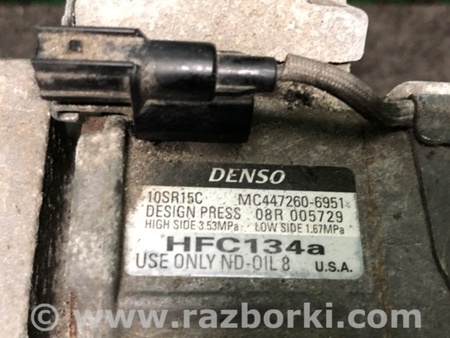 DENSO
10SR15C MC447260-6951
DESIGN PRESS 08R 005729
HIGH SIDE 3.53MPa LOW SIDE 1.67MPa
HFC134a
USE ONLY ND-OIL 8 U.S.A.
www.razborki.com